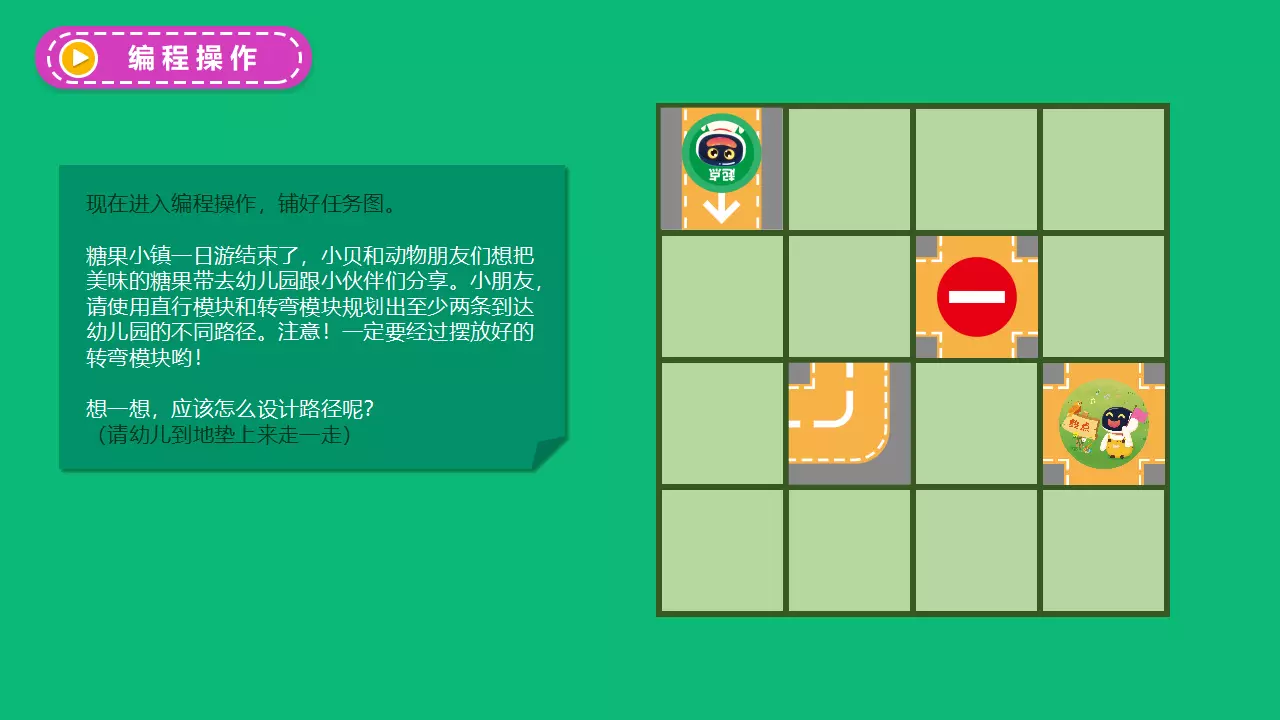 编程操作
现在进入编程操作，铺好任务图。
糖果小镇一日游结束了，小贝和动物朋友们想把
美味的糖果带去幼儿园跟小伙伴们分享。小朋友，
请使用直行模块和转弯模块规划出至少两条到达
幼儿园的不同路径。注意！一定要经过摆放好的
转弯模块哟！
想一想，应该怎么设计路径呢？
（请幼儿到地垫上来走一走）
起点
终点